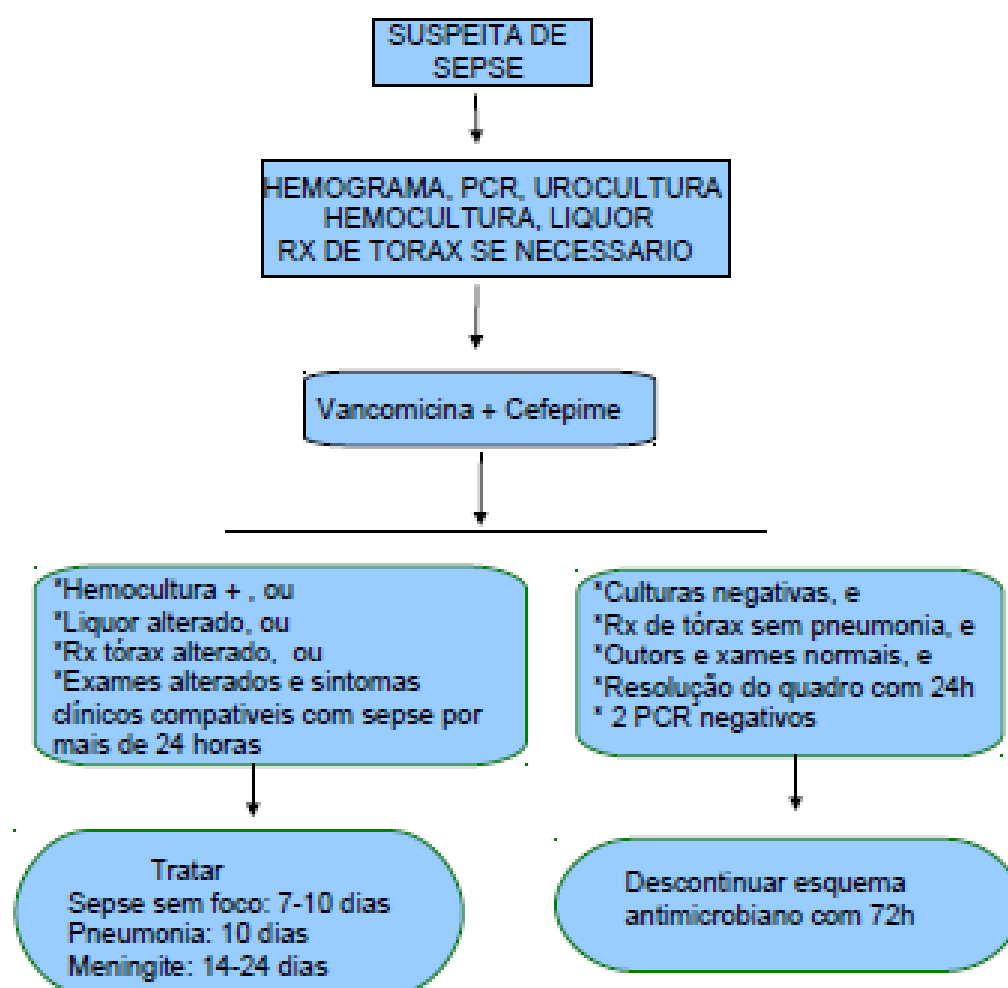 SUSPEITA DE
SEPSE
HEMOGRAMA, PCR, UROCULTURA
HEMOCULTURA, LIQUOR
RX DE TORAX SE NECESSARIO
Vancomicina + Cefepime
*Hemocultura + , ou
*Liquor alterado, ou
*Rx tórax alterado, ou
*Exames alterados e sintomas
clínicos compativeis com sepse por
mais de 24 horas
*Culturas negativas, e
*Rx de tórax sem pneumonia, e
*Outors e xames normais, e
*Resolução do quadro com 24h
* 2 PCR negativos
Tratar
Sepse sem foco: 7-10 dias
Pneumonia: 10 dias
Meningite: 14-24 dias
Descontinuar esquema
antimicrobiano com 72h